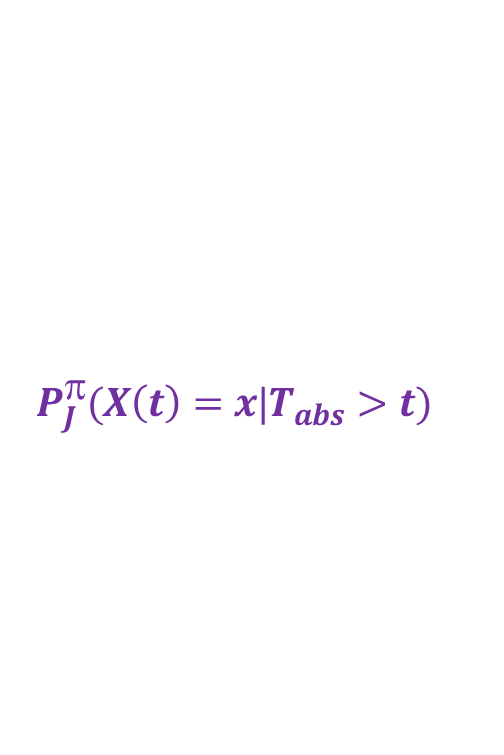 P_J^π(X(t) = x|T_abs > t)